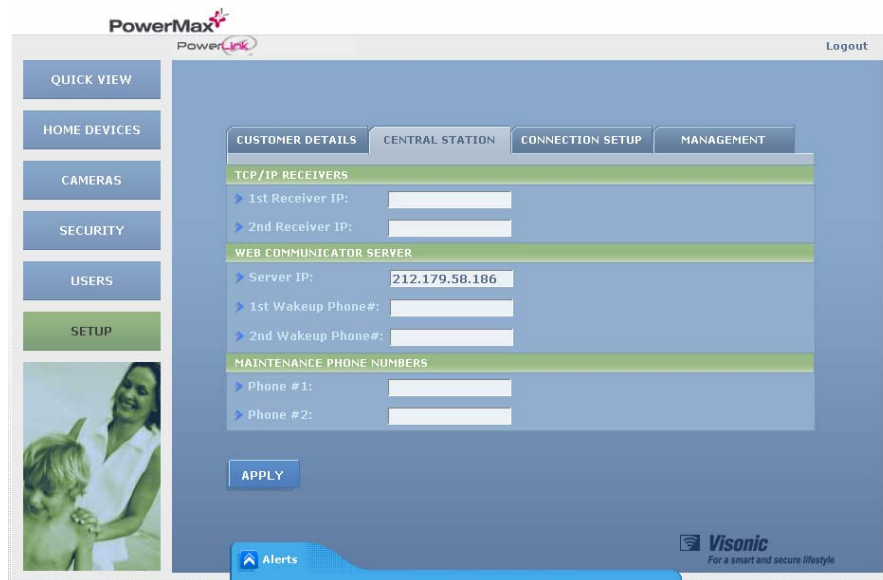 PowerMax
PowerLink
Logout
QUICK VIEW
HOME DEVICES
CAMERAS
SECURITY
USERS
SETUP
CUSTOMER DETAILS
CENTRAL STATION
CONNECTION SETUP
MANAGEMENT
TCP/IP RECEIVERS
1st Receiver IP:
2nd Receiver IP:
WEB COMMUNICATOR SERVER
Server IP: 212.179.58.186
1st Wakeup Phone#:
2nd Wakeup Phone#:
MAINTENANCE PHONE NUMBERS
Phone #1:
Phone #2:
APPLY
Alerts
Visonic
For a smart and secure lifestyle